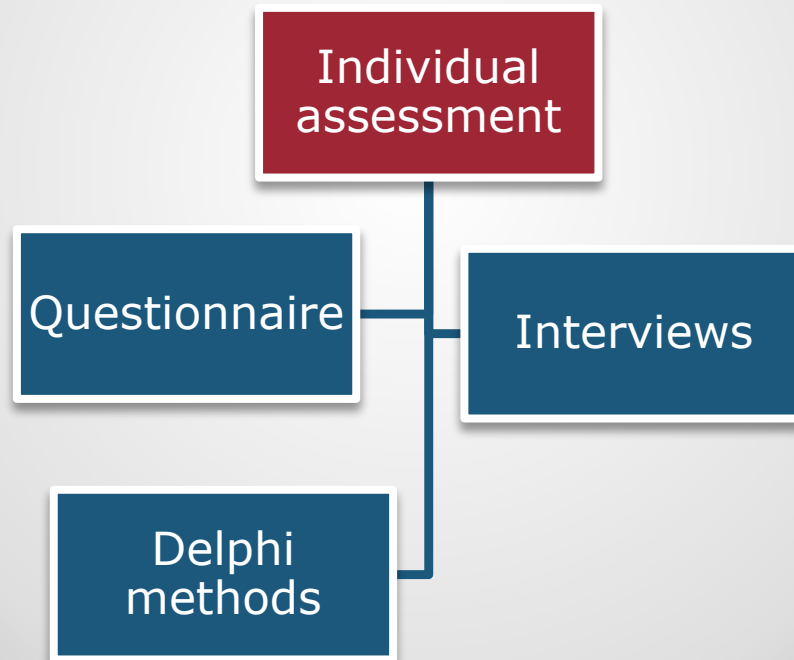 Individual
assessment
Questionnaire
Interviews
Delphi
methods